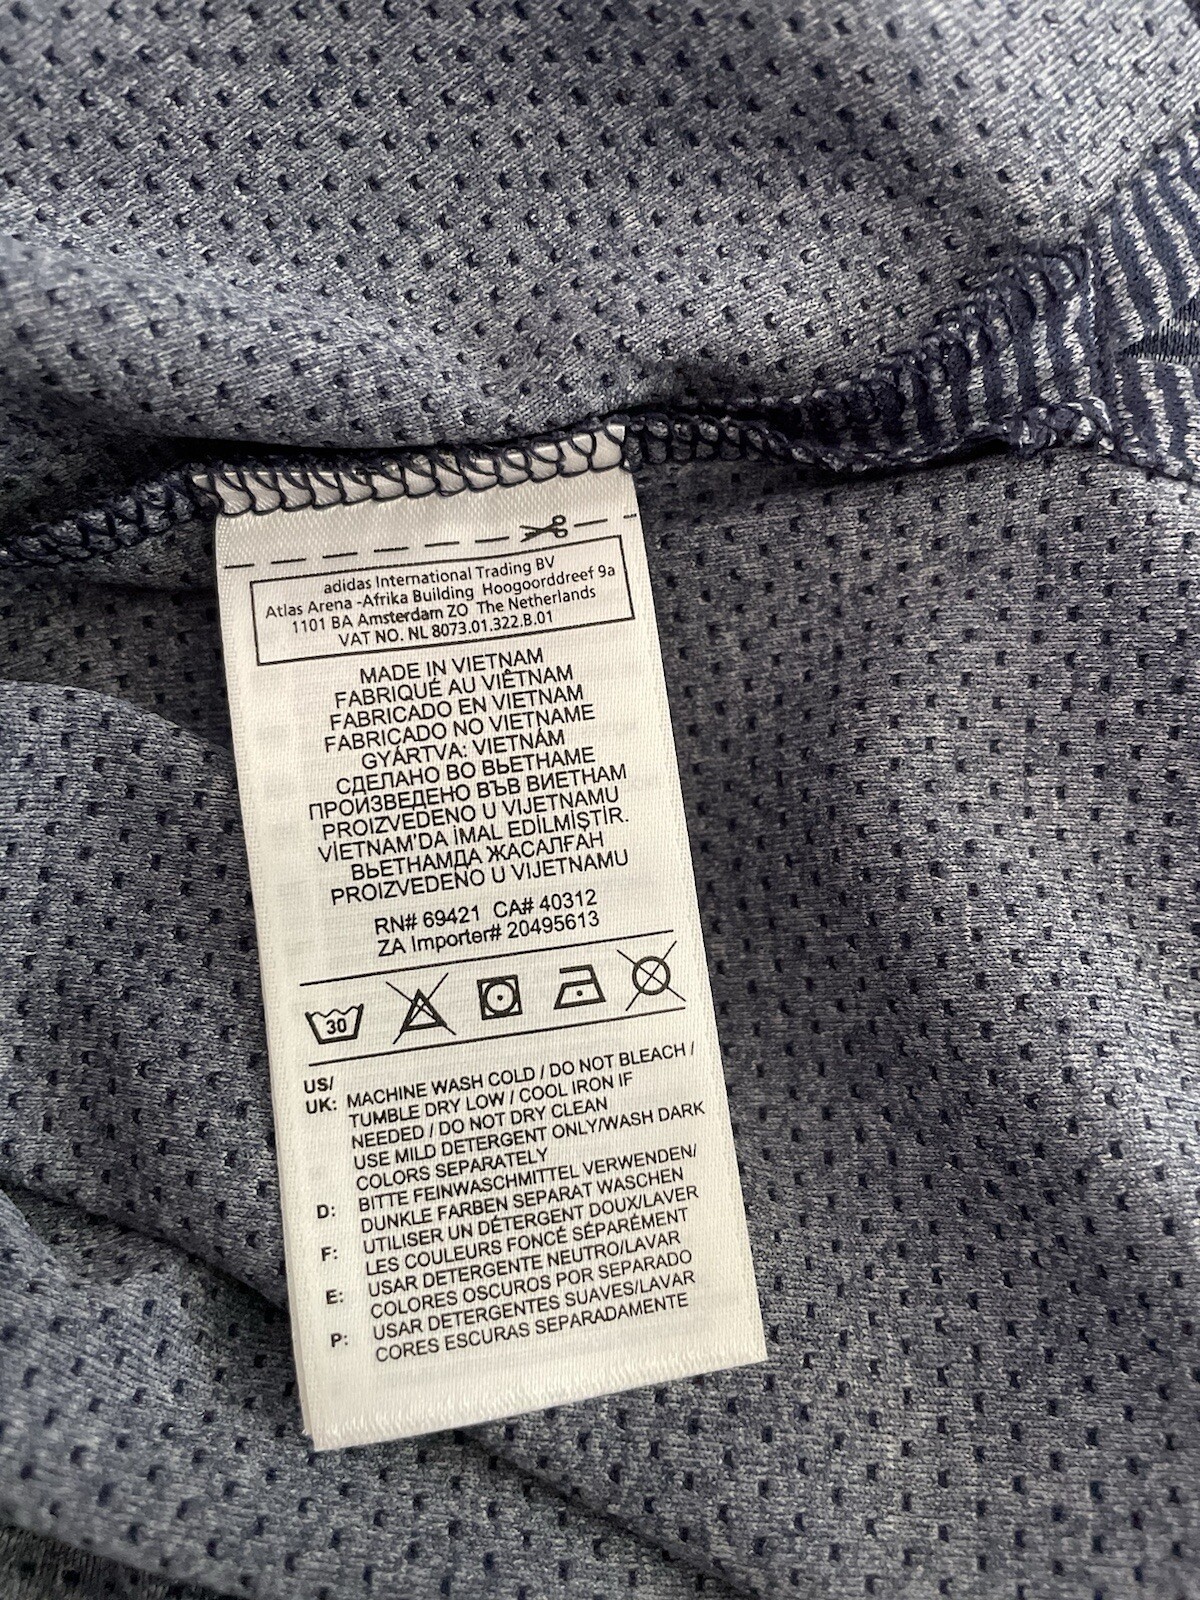 adidas International Trading BV
Atlas Arena -Afrika Building Hoogoorddreef 9a
1101 BA Amsterdam ZO The Netherlands
VAT NO. NL 8073.01.322.B.01
MADE IN VIETNAM
FABRIQUÉ AU VIÊTNAM
FABRICADO EN VIETNAM
FABRICADO NO VIETNAME
GYÁRTVA: VIETNÁM
СДЕЛАНО ВО ВЬЕТНАМЕ
ПРОИЗВЕДЕНО ВЪВ ВИЕТНАМ
PROIZVEDENO U VIJETNAMU
VİETNAM'DA İMAL EDİLMİŞTİR.
ВЬЕТНАМДА ЖАСАЛҒАН
PROIZVEDENO U VIJETNAMU
RN# 69421 CA# 40312
ZA Importer# 20495613
30
US/
UK: MACHINE WASH COLD / DO NOT BLEACH /
TUMBLE DRY LOW / COOL IRON IF
NEEDED / DO NOT DRY CLEAN
USE MILD DETERGENT ONLY/WASH DARK
COLORS SEPARATELY
D: BITTE FEINWASCHMITTEL VERWENDEN/
DUNKLE FARBEN SEPARAT WASCHEN
F: UTILISER UN DÉTERGENT DOUX/LAVER
LES COULEURS FONCÉ SÉPARÉMENT
E: USAR DETERGENTE NEUTRO/LAVAR
COLORES OSCUROS POR SEPARADO
P: USAR DETERGENTES SUAVES/LAVAR
CORES ESCURAS SEPARADAMENTE